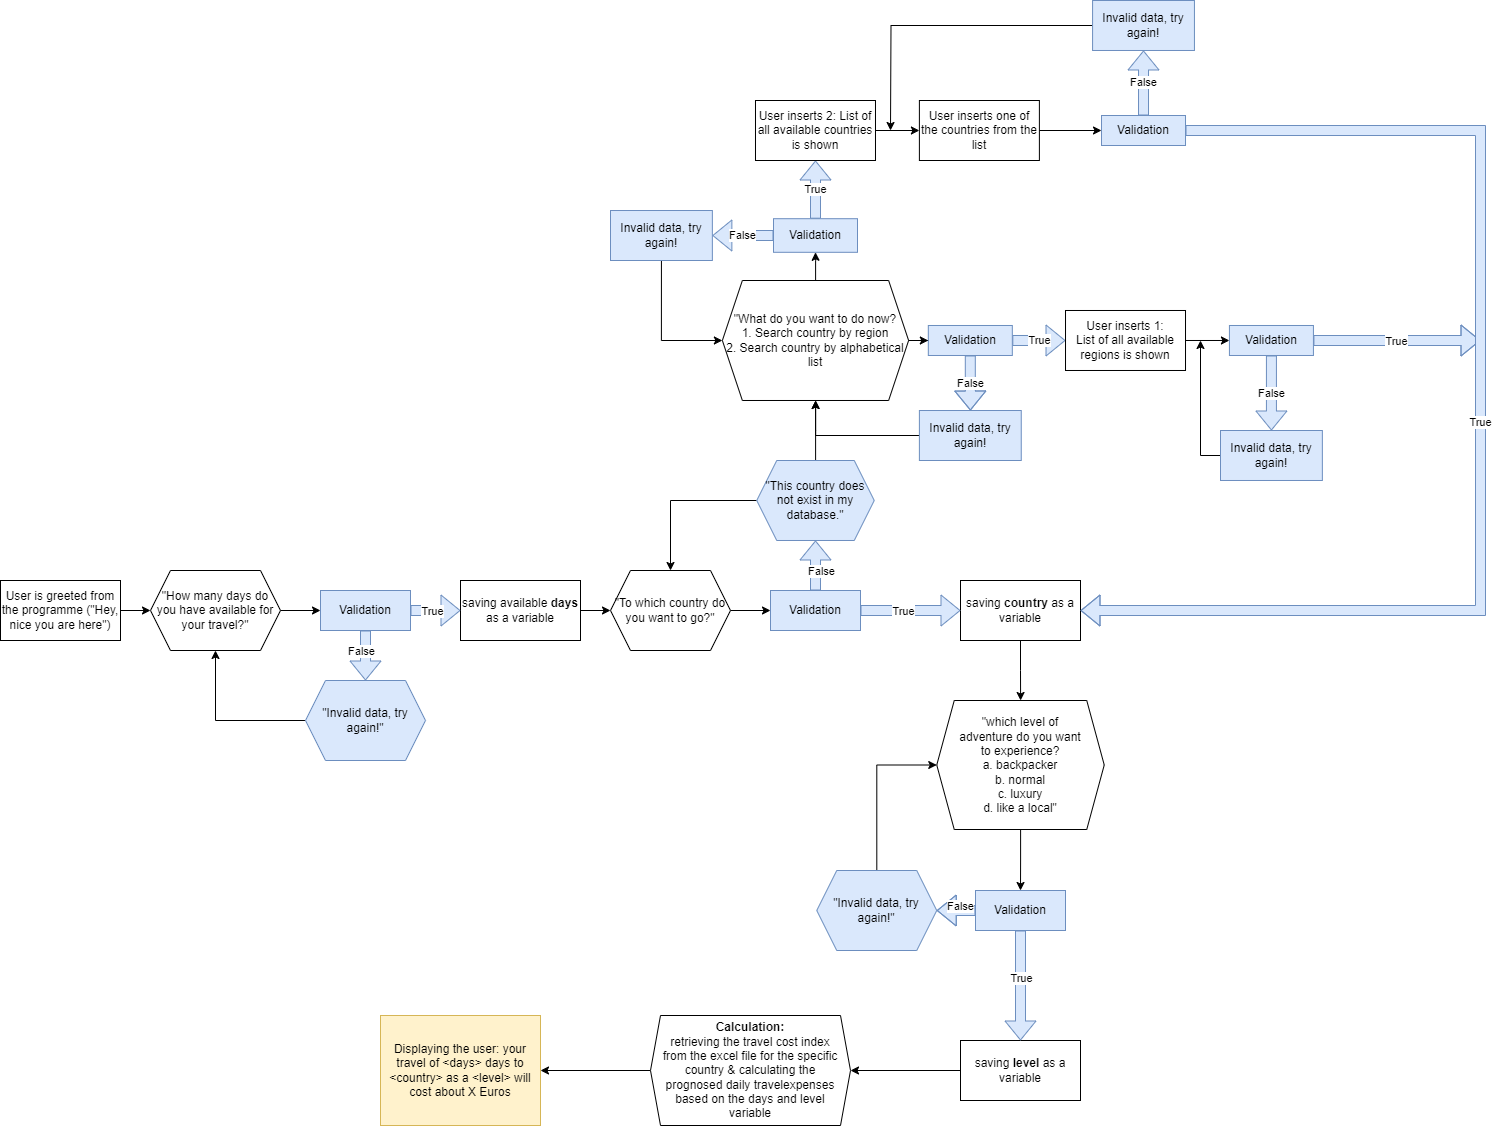 Invalid data, try
again!
False
User inserts 2: List of
all available countries
is shown
User inserts one of
the countries from the
list
Validation
True
Invalid data, try
again!
False
Validation
"What do you want to do now?
1. Search country by region
2. Search country by alphabetical
list
Validation
True
User inserts 1:
List of all available
regions is shown
Validation
True
False
False
True
Invalid data, try
again!
Invalid data, try
again!
"This country does
not exist in my
database."
False
User is greeted from
the programme ("Hey,
nice you are here")
"How many days do
you have available for
your travel?"
Validation
True
saving available days
as a variable
"To which country do
you want to go?"
Validation
True
saving country as a
variable
False
"Invalid data, try
again!"
"which level of
adventure do you want
to experience?
a. backpacker
b. normal
c. luxury
d. like a local"
"Invalid data, try
again!"
False
Validation
True
Displaying the user: your
travel of <days> days to
<country> as a <level> will
cost about X Euros
Calculation:
retrieving the travel cost index
from the excel file for the specific
country & calculating the
prognosed daily travelexpenses
based on the days and level
variable
saving level as a
variable